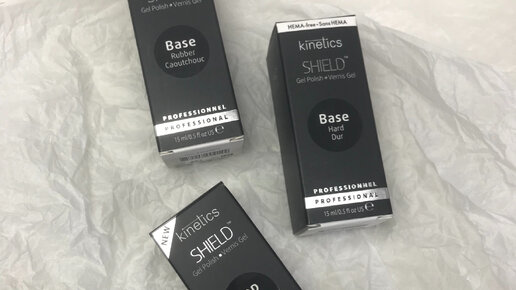 Gel Polish • Vernis Gel
Base
Rubber
Caoutchouc
PROFESSIONNEL
PROFESSIONAL
15 ml/0.5 fl oz US ℮
HEMA-free • Sans HEMA
kinetics
SHIELD™
Gel Polish • Vernis Gel
Base
Hard
Dur
PROFESSIONNEL
PROFESSIONAL
15 ml/0.5 fl oz US ℮
NEW
kinetics
SHIELD™
Gel Polish • Vernis Gel